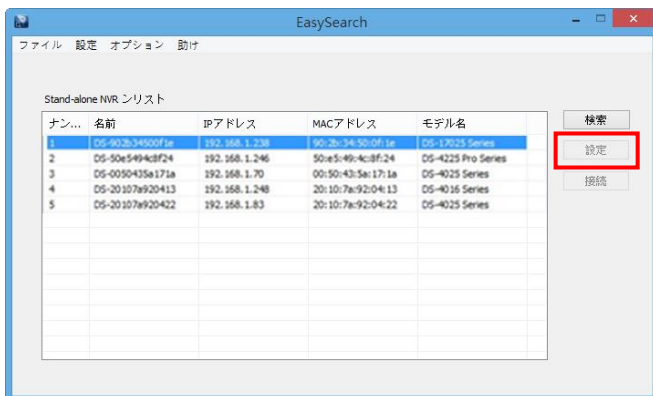 EasySearch
ファイル 設定 オプション 助け
Stand-alone NVR ンリスト
ナン... 名前 IPアドレス MACアドレス モデル名
1 DS-902b34500f1e 192.168.1.238 90:2b:34:50:0f:1e DS-17025 Series
2 DS-50e5494c8f24 192.168.1.246 50:e5:49:4c:8f:24 DS-4225 Pro Series
3 DS-0050435a171a 192.168.1.70 00:50:43:5a:17:1a DS-4025 Series
4 DS-20107a920413 192.168.1.248 20:10:7a:92:04:13 DS-4016 Series
5 DS-20107a920422 192.168.1.83 20:10:7a:92:04:22 DS-4025 Series
検索
設定
接続